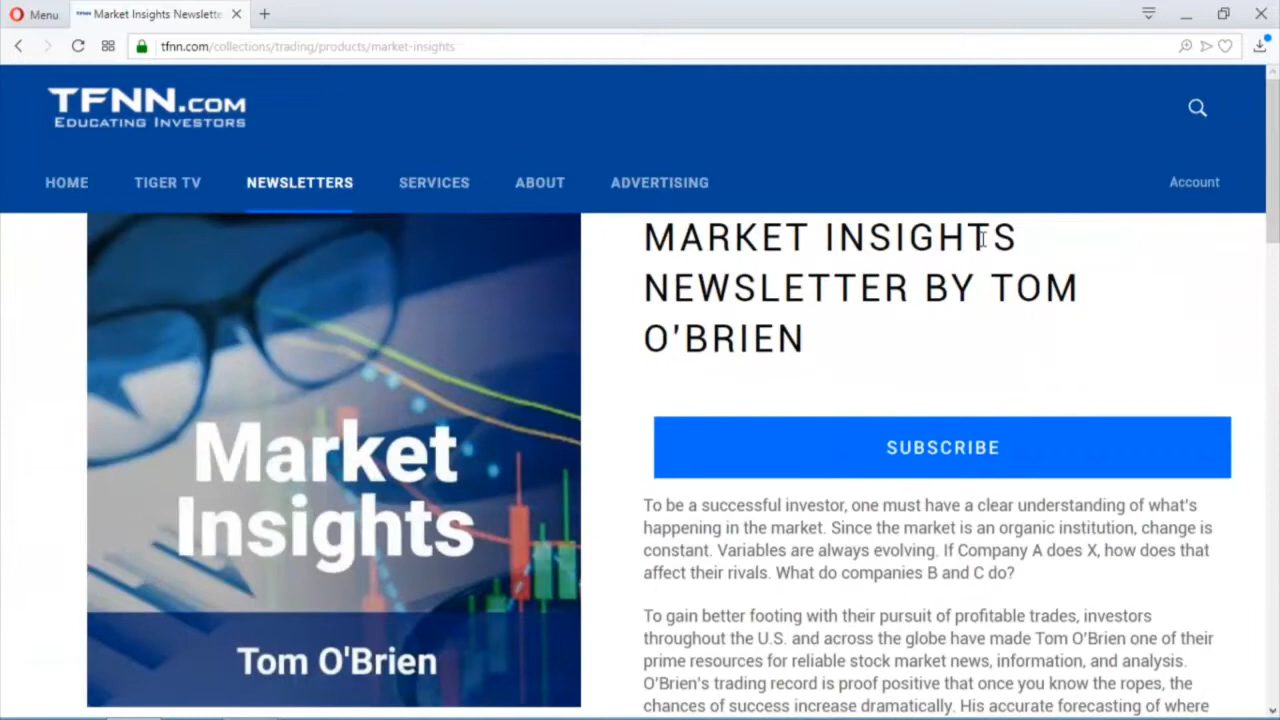 Menu
Market Insights Newslette
tfnn.com/collections/trading/products/market-insights
TFNN.COM
EDUCATING INVESTORS
HOME TIGER TV NEWSLETTERS SERVICES ABOUT ADVERTISING Account
MARKET INSIGHTS
NEWSLETTER BY TOM
O'BRIEN
Market
Insights
Tom O'Brien
SUBSCRIBE
To be a successful investor, one must have a clear understanding of what's
happening in the market. Since the market is an organic institution, change is
constant. Variables are always evolving. If Company A does X, how does that
affect their rivals. What do companies B and C do?
To gain better footing with their pursuit of profitable trades, investors
throughout the U.S. and across the globe have made Tom O'Brien one of their
prime resources for reliable stock market news, information, and analysis.
O'Brien's trading record is proof positive that once you know the ropes, the
chances of success increase dramatically. His accurate forecasting of where